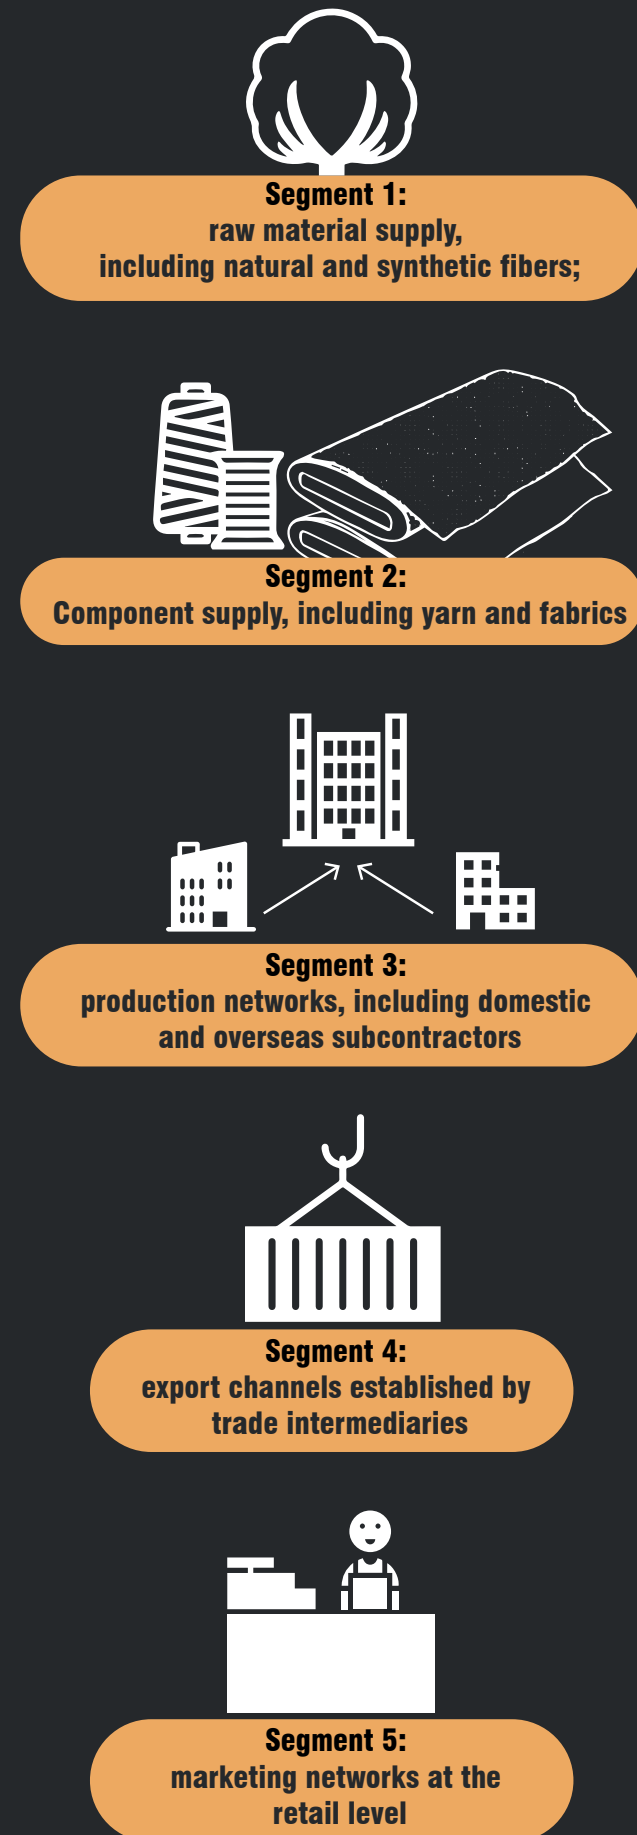 Segment 1:
raw material supply,
including natural and synthetic fibers;
Segment 2:
Component supply, including yarn and fabrics
Segment 3:
production networks, including domestic
and overseas subcontractors
Segment 4:
export channels established by
trade intermediaries
Segment 5:
marketing networks at the
retail level